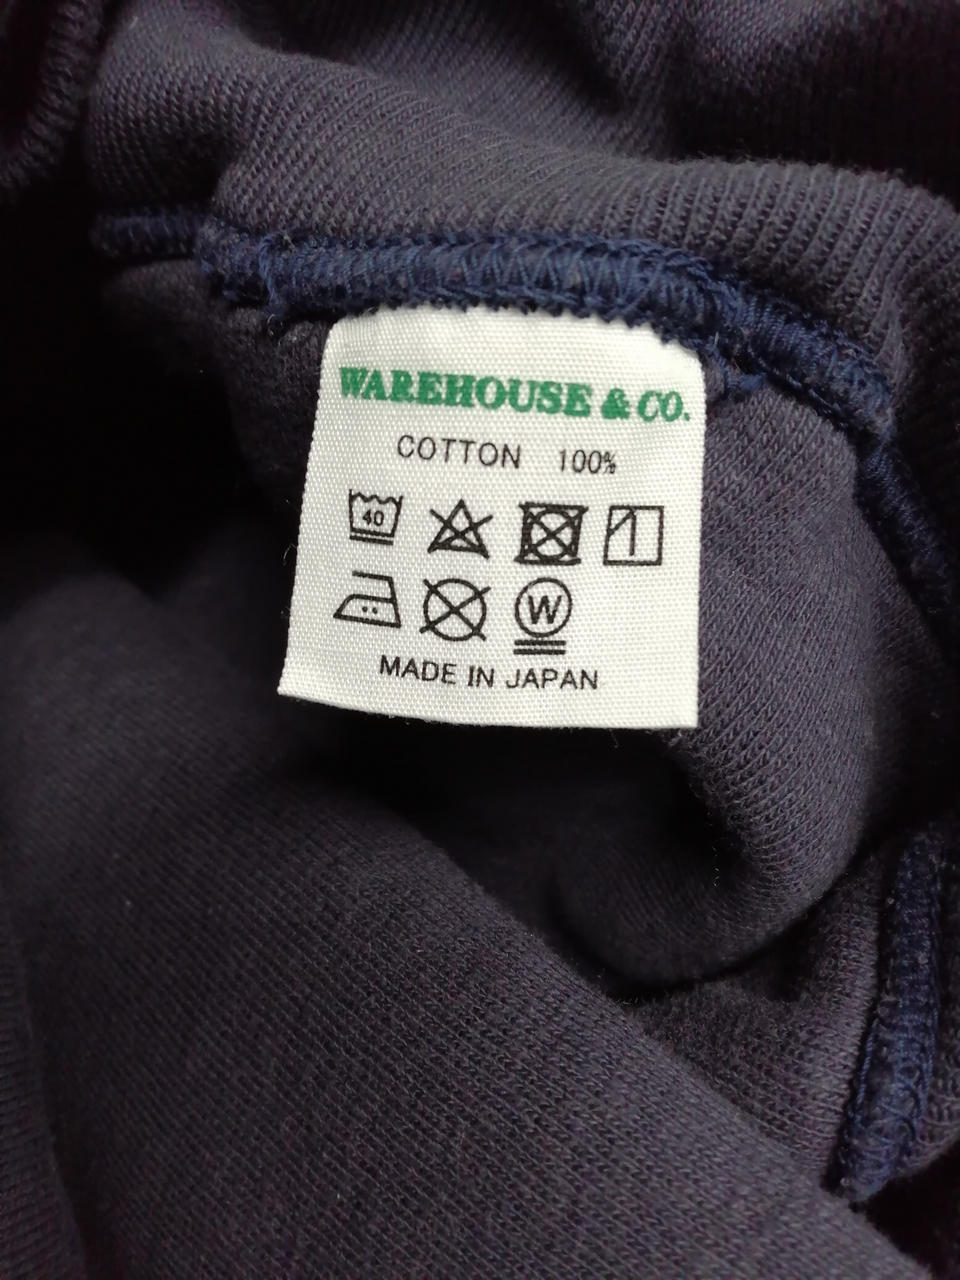 WAREHOUSE & CO.
COTTON 100%
40
W
MADE IN JAPAN